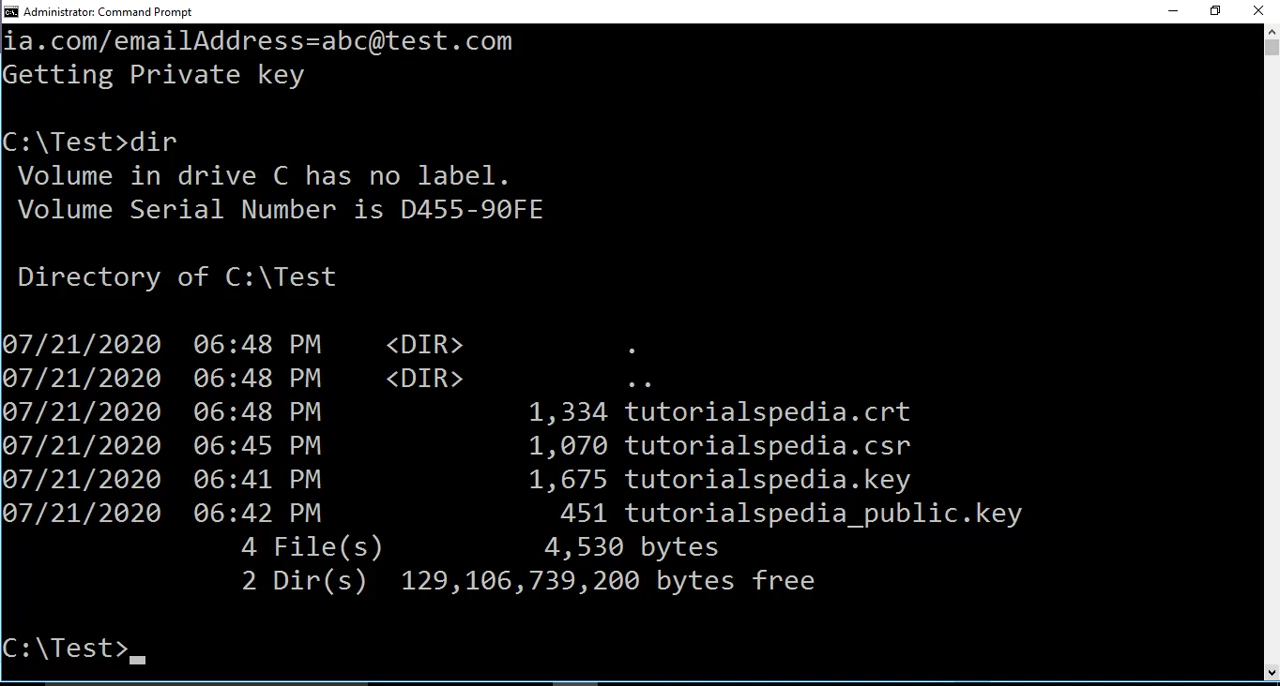 Administrator: Command Prompt
ia.com/emailAddress=abc@test.com
Getting Private key
C:\Test>dir
 Volume in drive C has no label.
 Volume Serial Number is D455-90FE
 Directory of C:\Test
07/21/2020  06:48 PM    <DIR>          .
07/21/2020  06:48 PM    <DIR>          ..
07/21/2020  06:48 PM             1,334 tutorialspedia.crt
07/21/2020  06:45 PM             1,070 tutorialspedia.csr
07/21/2020  06:41 PM             1,675 tutorialspedia.key
07/21/2020  06:42 PM               451 tutorialspedia_public.key
               4 File(s)          4,530 bytes
               2 Dir(s)  129,106,739,200 bytes free
C:\Test>